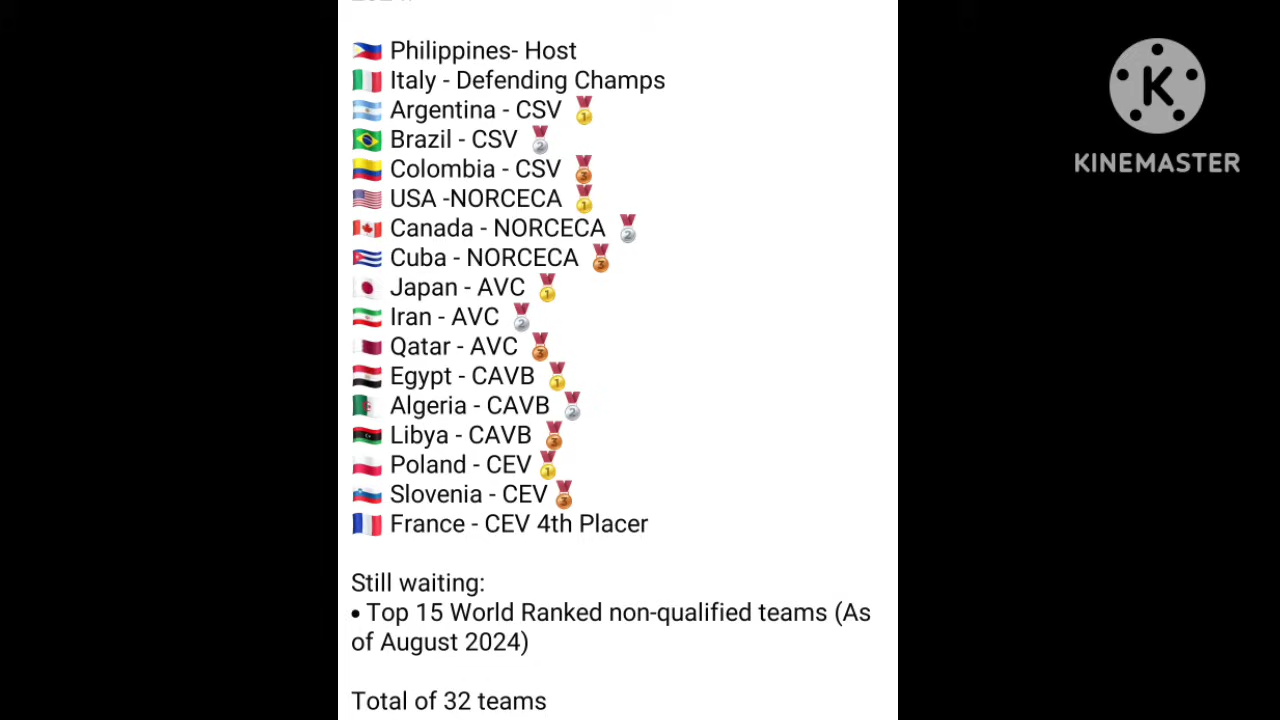 Philippines- Host
Italy - Defending Champs
Argentina - CSV 🥇
Brazil - CSV 🥈
Colombia - CSV 🥉
USA -NORCECA 🥇
Canada - NORCECA 🥈
Cuba - NORCECA 🥉
Japan - AVC 🥇
Iran - AVC 🥈
Qatar - AVC 🥉
Egypt - CAVB 🥇
Algeria - CAVB 🥈
Libya - CAVB 🥉
Poland - CEV 🥇
Slovenia - CEV 🥉
France - CEV 4th Placer
Still waiting:
• Top 15 World Ranked non-qualified teams (As
of August 2024)
Total of 32 teams
K
KINEMASTER